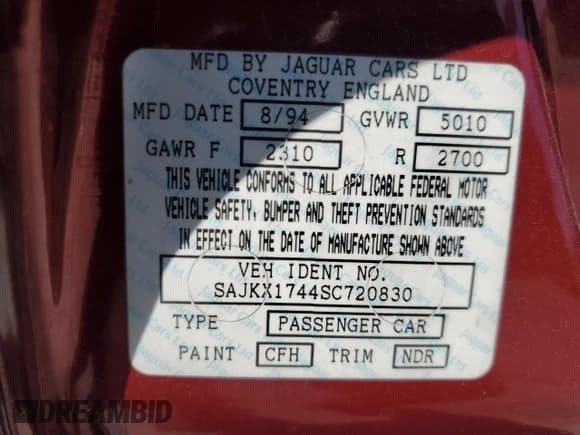 MFD BY JAGUAR CARS LTD
COVENTRY ENGLAND
MFD DATE 8/94 GVWR 5010
GAWR F 2310 R 2700
THIS VEHICLE CONFORMS TO ALL APPLICABLE FEDERAL MOTOR
VEHICLE SAFETY, BUMPER AND THEFT PREVENTION STANDARDS
IN EFFECT ON THE DATE OF MANUFACTURE SHOWN ABOVE
VEH IDENT NO.
SAJKX1744SC720830
TYPE PASSENGER CAR
PAINT CFH TRIM NDR
DREAMBID